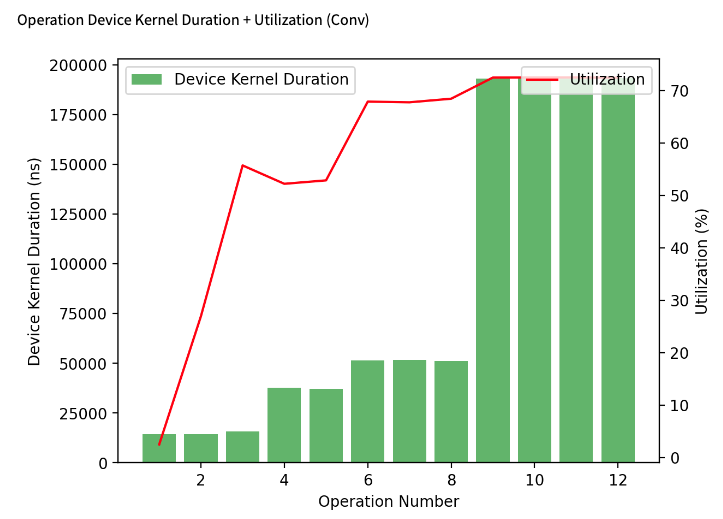 Operation Device Kernel Duration + Utilization (Conv)
Device Kernel Duration
Utilization
200000
175000
150000
125000
100000
75000
50000
25000
0
Device Kernel Duration (ns)
70
60
50
40
30
20
10
0
Utilization (%)
2 4 6 8 10 12
Operation Number